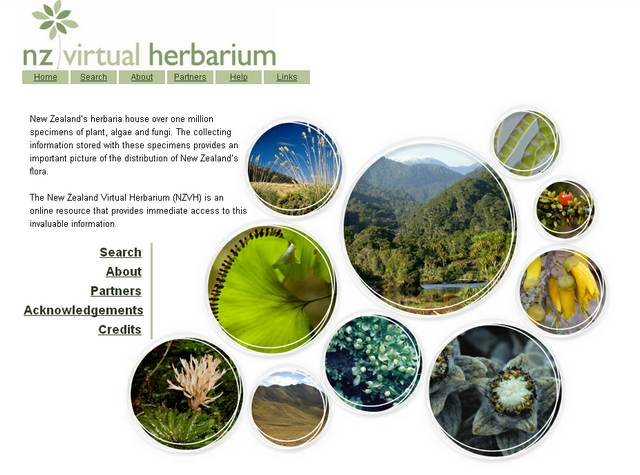 nz virtual herbarium
Home Search About Partners Help Links
New Zealand's herbaria house over one million
specimens of plant, algae and fungi. The collecting
information stored with these specimens provides an
important picture of the distribution of New Zealand's
flora.
The New Zealand Virtual Herbarium (NZVH) is an
online resource that provides immediate access to this
invaluable information.
Search
About
Partners
Acknowledgements
Credits